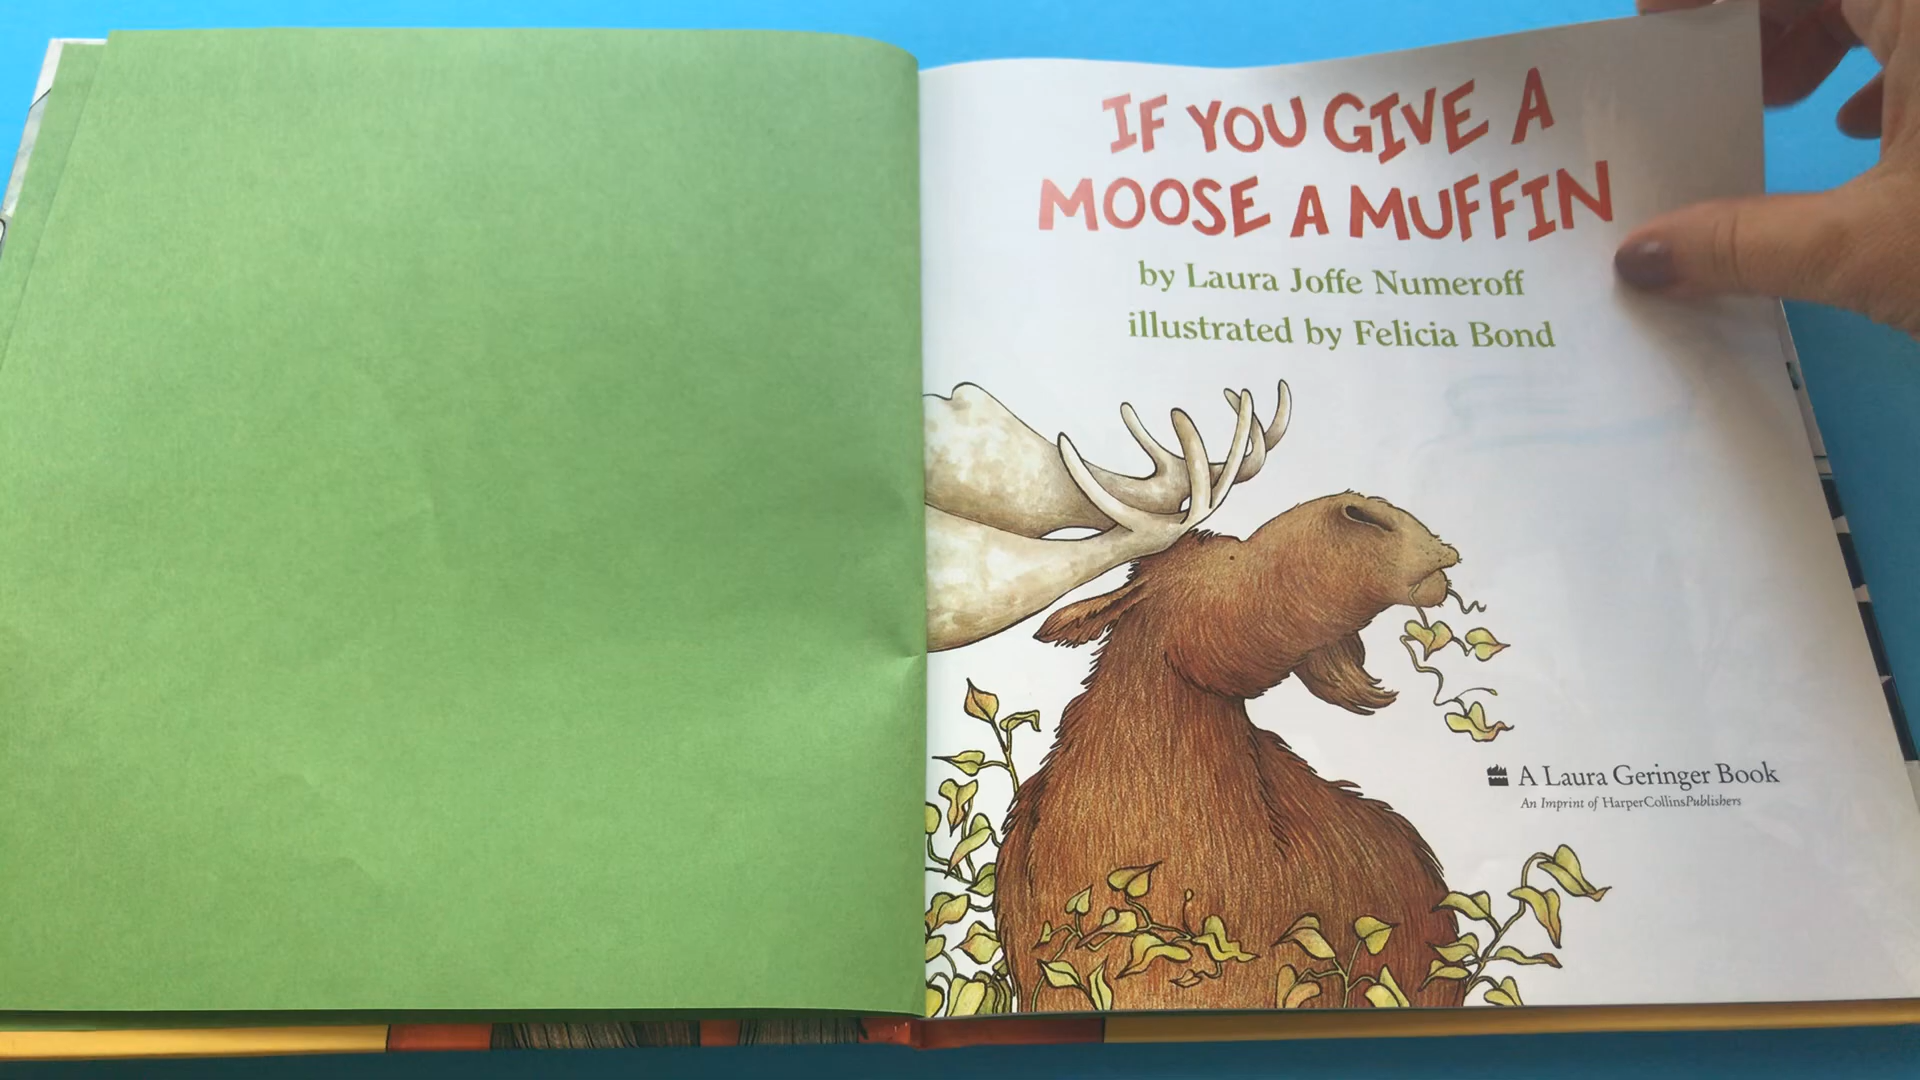 IF YOU GIVE A
MOOSE A MUFFIN
by Laura Joffe Numeroff
illustrated by Felicia Bond
A Laura Geringer Book
An Imprint of HarperCollinsPublishers